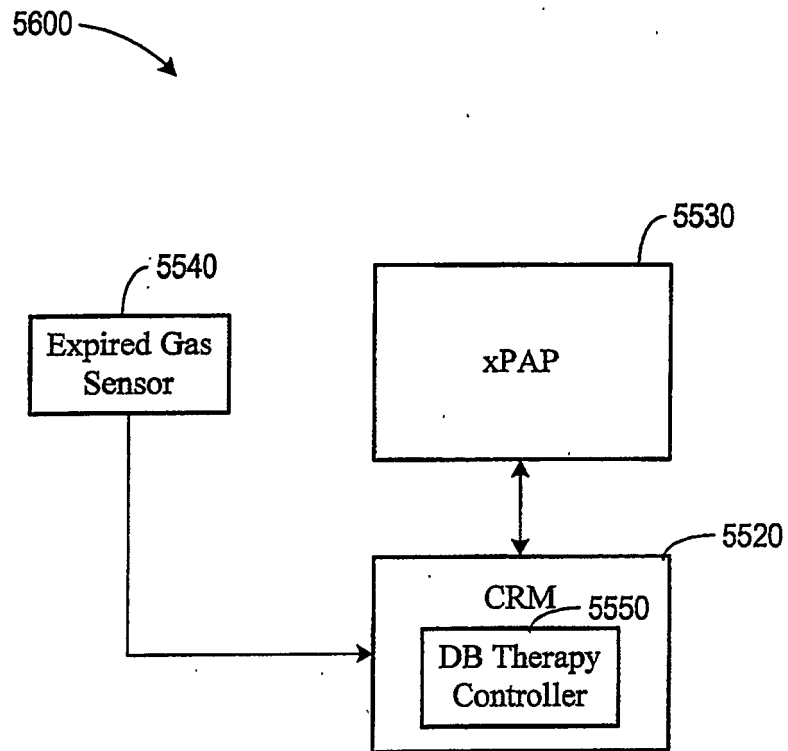 5600
5530
5540
Expired Gas
Sensor
xPAP
5520
CRM
5550
DB Therapy
Controller